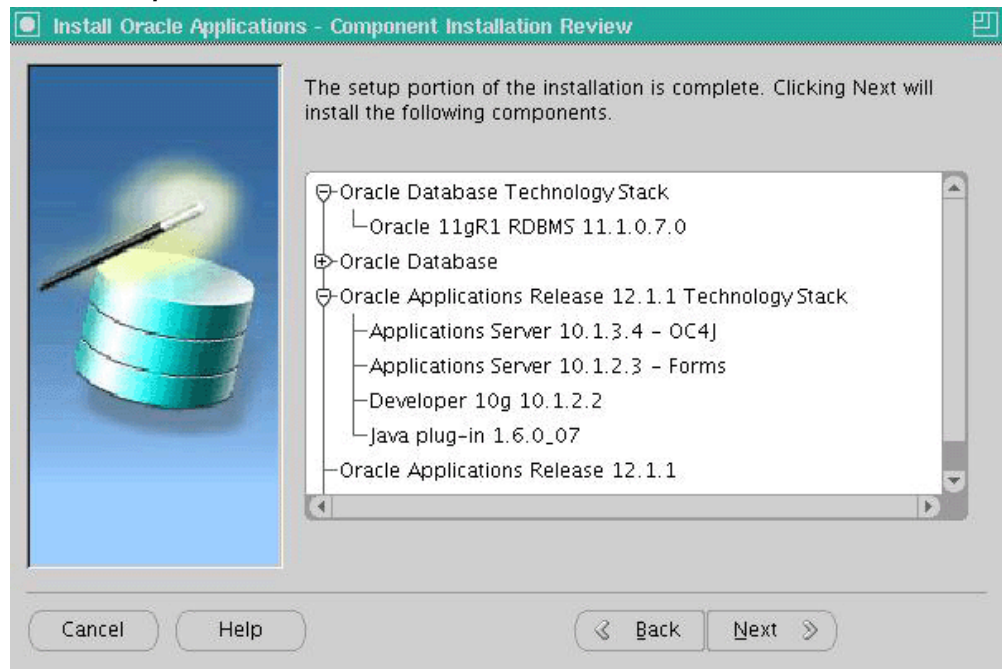 Install Oracle Applications - Component Installation Review
The setup portion of the installation is complete. Clicking Next will
install the following components.
Oracle Database Technology Stack
Oracle 11gR1 RDBMS 11.1.0.7.0
Oracle Database
Oracle Applications Release 12.1.1 Technology Stack
Applications Server 10.1.3.4 - OC4J
Applications Server 10.1.2.3 - Forms
Developer 10g 10.1.2.2
Java plug-in 1.6.0_07
Oracle Applications Release 12.1.1
Cancel Help Back Next